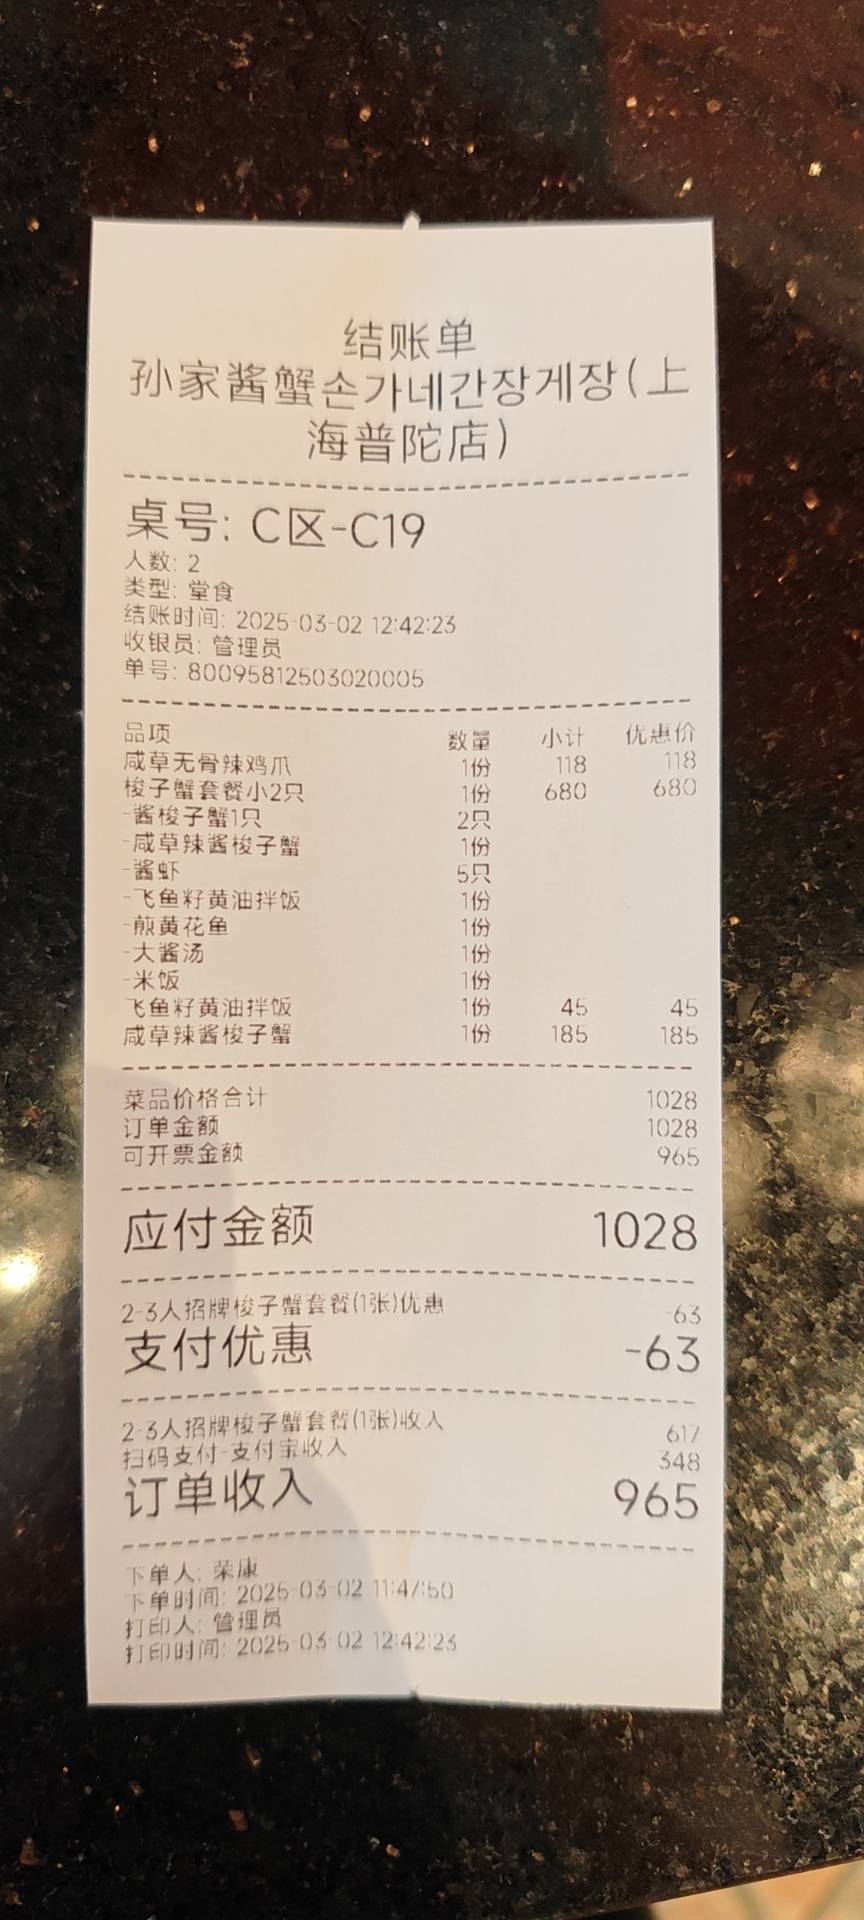 结账单
孙家酱蟹손가네간장게장(上
海普陀店)
桌号: C区-C19
人数: 2
类型: 堂食
结账时间: 2025-03-02 12:42:23
收银员: 管理员
单号: 80095812503020005
品项 数量 小计 优惠价
咸草无骨辣鸡爪 1份 118 118
梭子蟹套餐小2只 1份 680 680
-酱梭子蟹1只 2只
-咸草辣酱梭子蟹 1份
-酱虾 5只
-飞鱼籽黄油拌饭 1份
-煎黄花鱼 1份
-大酱汤 1份
-米饭 1份
飞鱼籽黄油拌饭 1份 45 45
咸草辣酱梭子蟹 1份 185 185
菜品价格合计 1028
订单金额 1028
可开票金额 965
应付金额 1028
2-3人招牌梭子蟹套餐(1张)优惠 -63
支付优惠 -63
2-3人招牌梭子蟹套餐(1张)收入 617
扫码支付-支付宝收入 348
订单收入 965
下单人: 荣康
下单时间: 2025-03-02 11:47:50
打印人: 管理员
打印时间: 2025-03-02 12:42:23